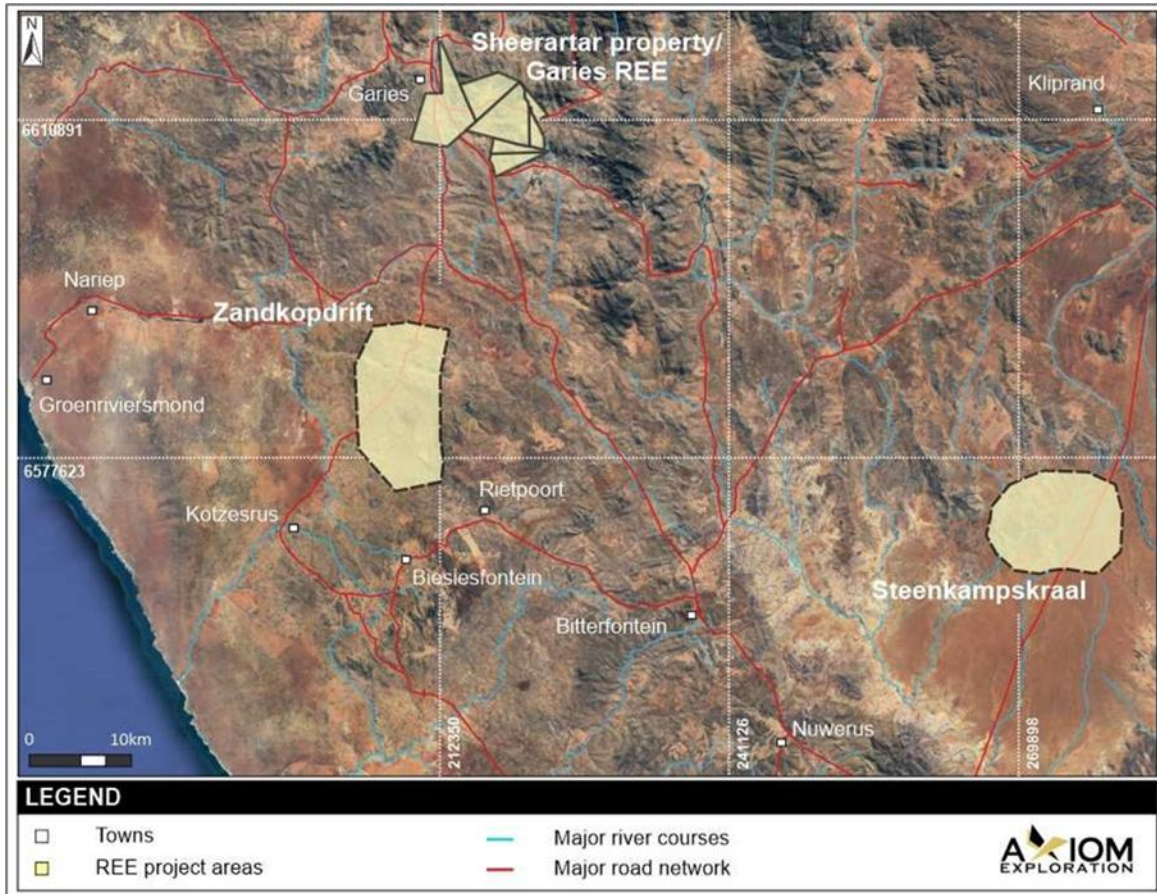 N
Sheerartar property/
Garies REE
Garies
Kliprand
6610891
Nariep
Zandkopdrift
Groenriviersmond
6577623
Rietpoort
Kotzesrus
Bieslesfontein
Steenkampskraal
Bitterfontein
0 10km
212350
241126
269898
Nuwerus
LEGEND
Towns
Major river courses
REE project areas
Major road network
AXIOM
EXPLORATION